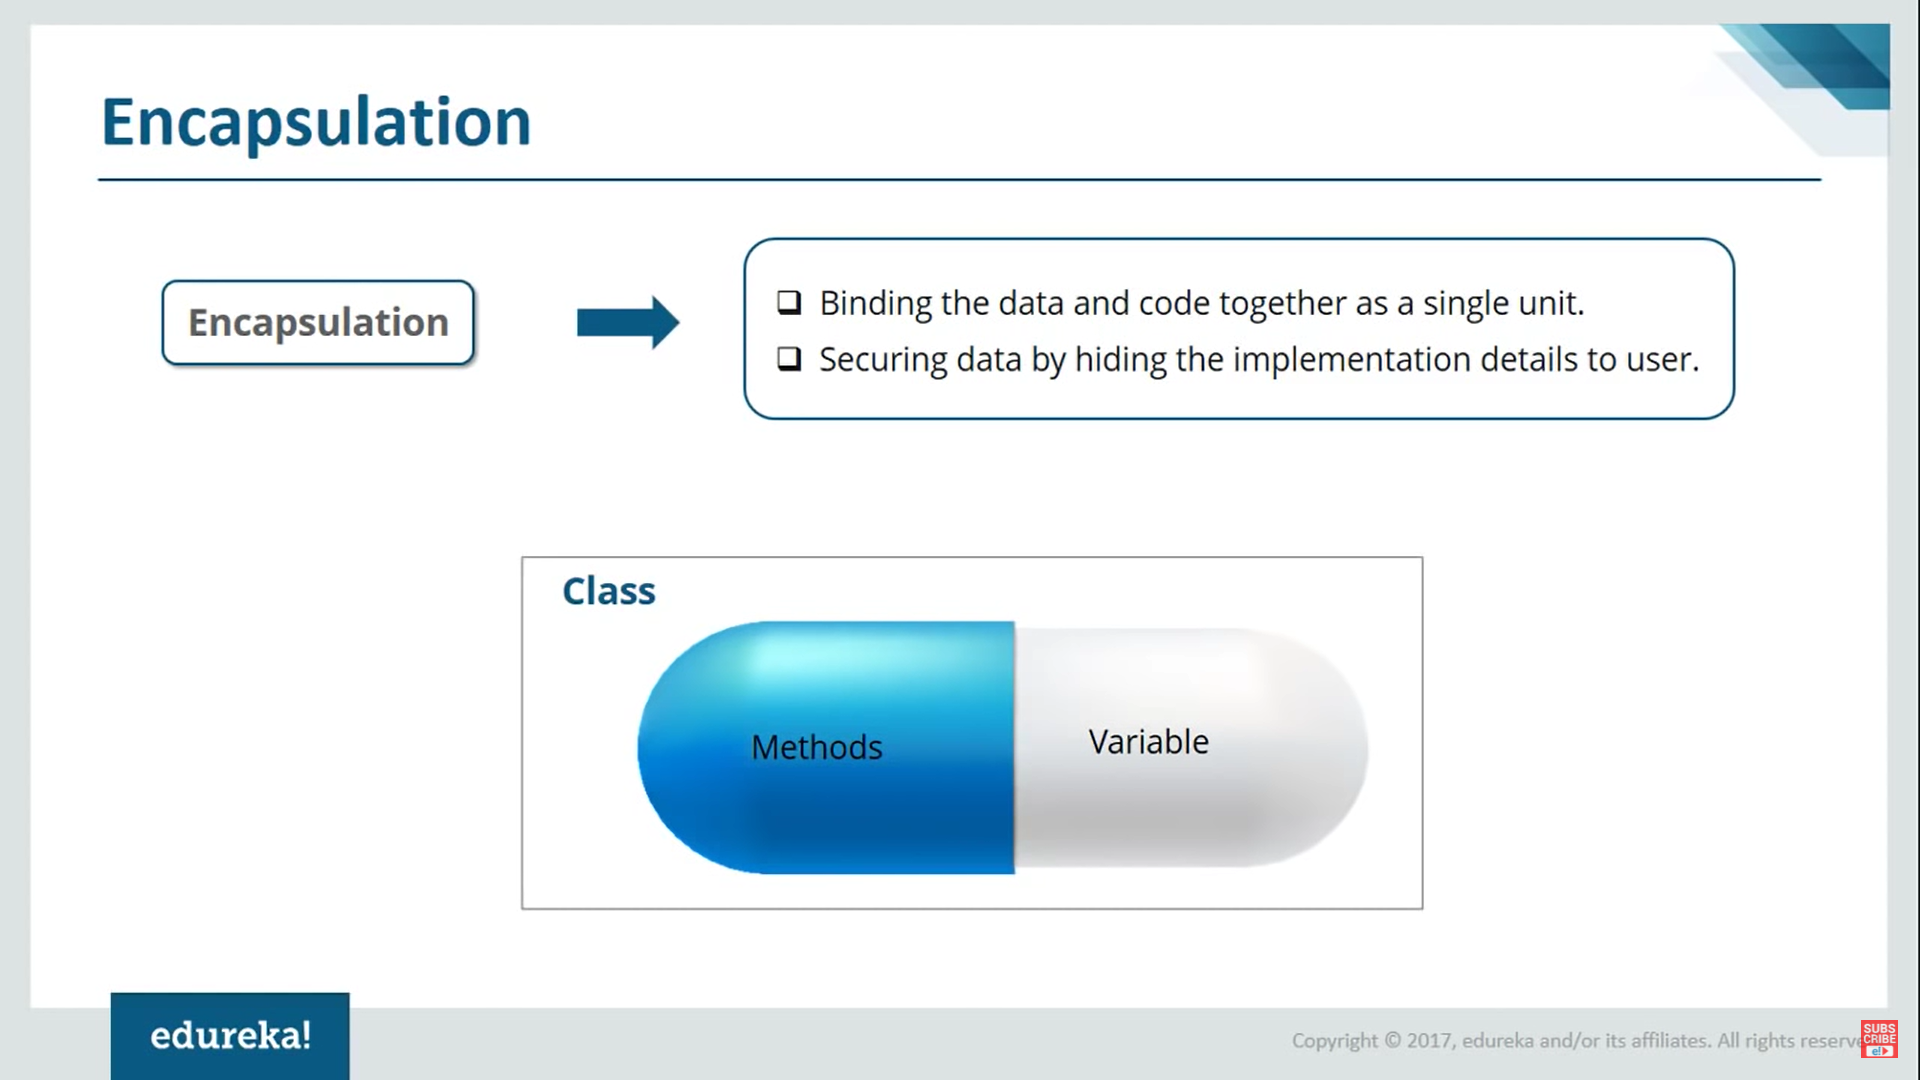 Encapsulation
Encapsulation
Binding the data and code together as a single unit.
Securing data by hiding the implementation details to user.
Class
Methods
Variable
edureka!
Copyright © 2017, edureka and/or its affiliates. All rights reserve
SUBS
CRIBE
e!